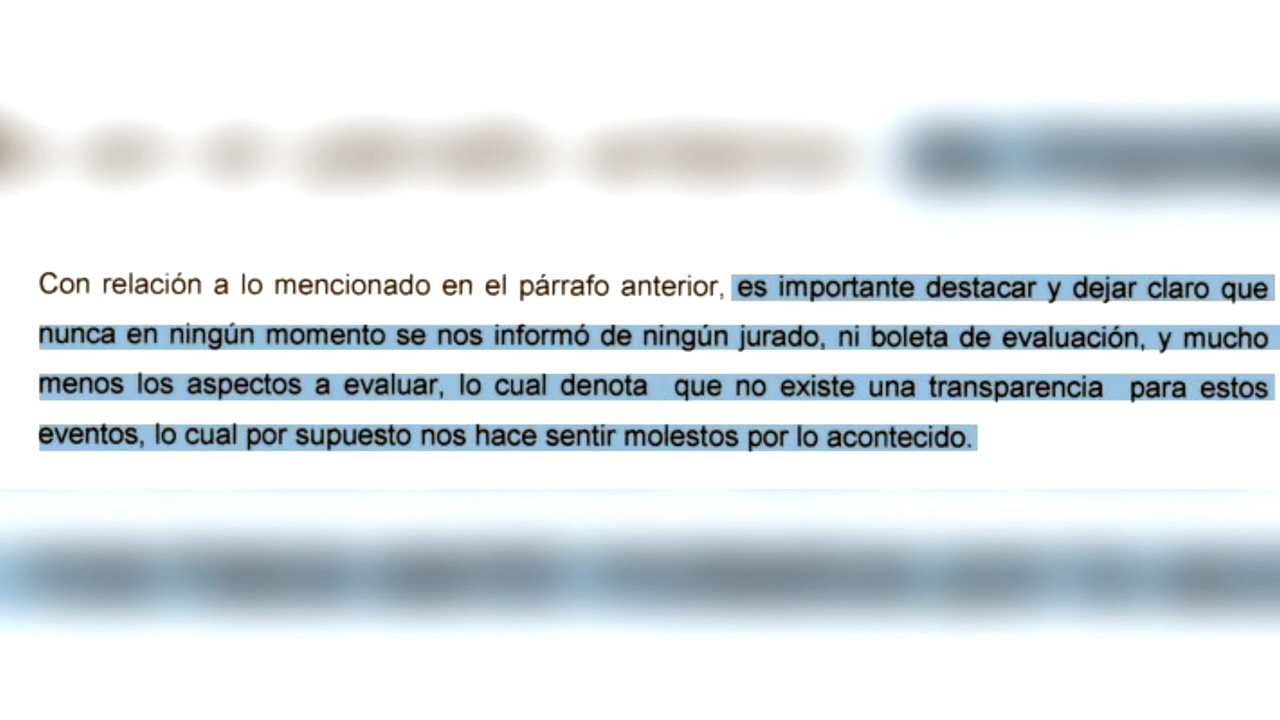 Con relación a lo mencionado en el párrafo anterior, es importante destacar y dejar claro que
nunca en ningún momento se nos informó de ningún jurado, ni boleta de evaluación, y mucho
menos los aspectos a evaluar, lo cual denota que no existe una transparencia para estos
eventos, lo cual por supuesto nos hace sentir molestos por lo acontecido.